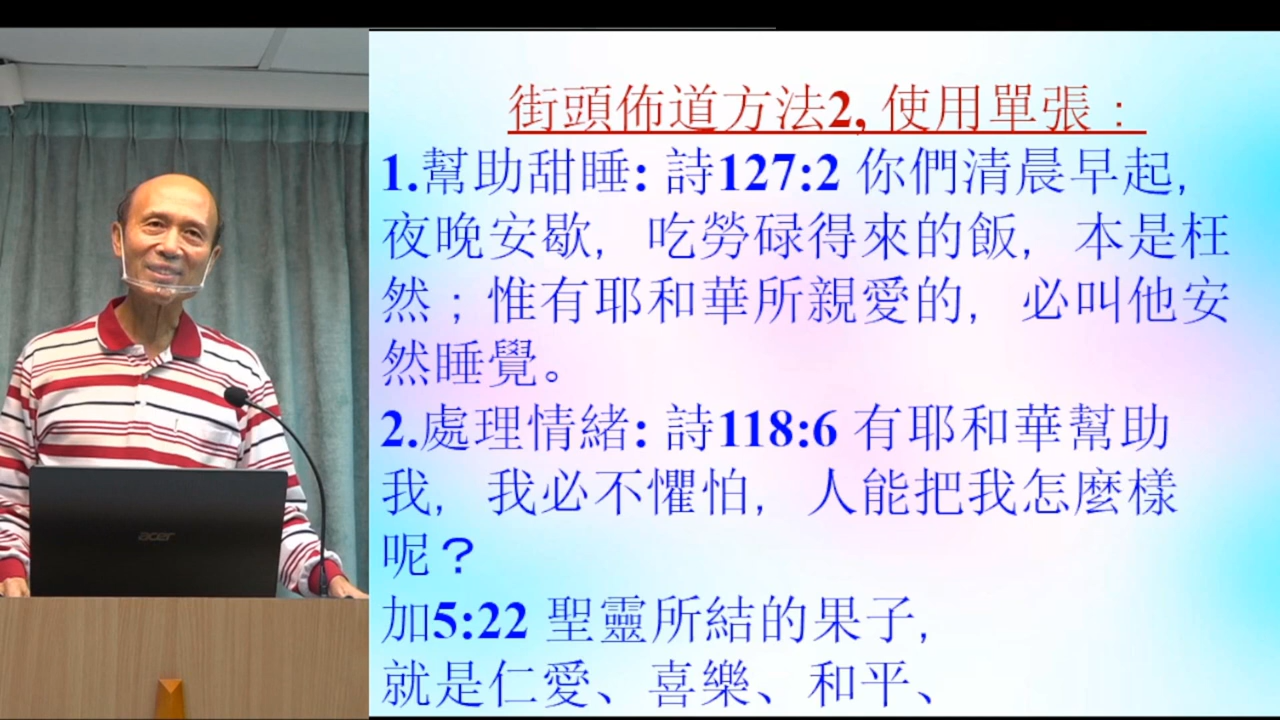 街頭佈道方法2, 使用單張：
1.幫助甜睡: 詩127:2 你們清晨早起,
夜晚安歇, 吃勞碌得來的飯, 本是枉
然；惟有耶和華所親愛的, 必叫他安
然睡覺。
2.處理情緒: 詩118:6 有耶和華幫助
我, 我必不懼怕, 人能把我怎麼樣
呢？
加5:22 聖靈所結的果子,
就是仁愛、喜樂、和平、
acer